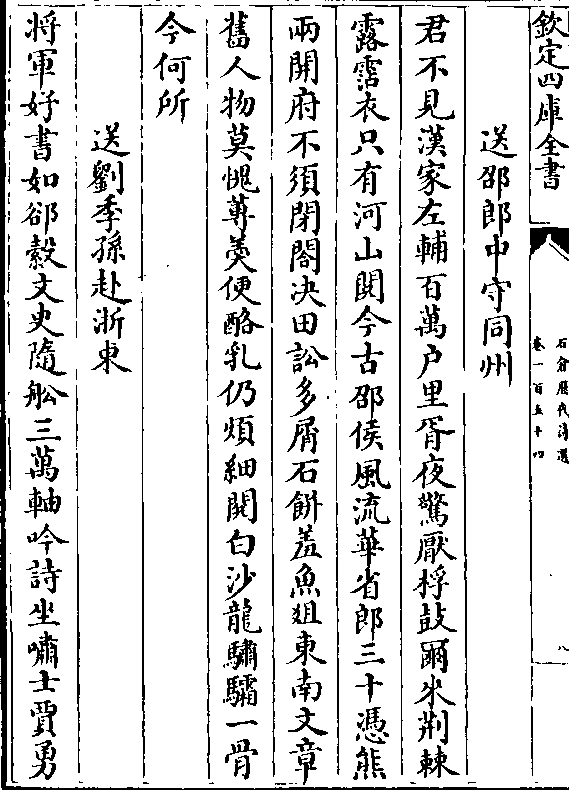 欽定四庫全書
石倉歷代詩選
卷一百五十四
八
送邵郎中守同州
君不見漢家左輔百萬户里胥夜驚厭桴鼓爾來荆棘
露霑衣只有河山閲今古邵侯風流華省郎三十憑熊
兩開府不須閉閤决田訟多屑石餅羞魚俎東南文章
舊人物莫愧蓴羮便酪乳仍煩細閲白沙龍驌驦一骨
今何所
送劉季孫赴浙東
將軍好書如郤縠文史隨舩三萬軸吟詩坐嘯士賈勇